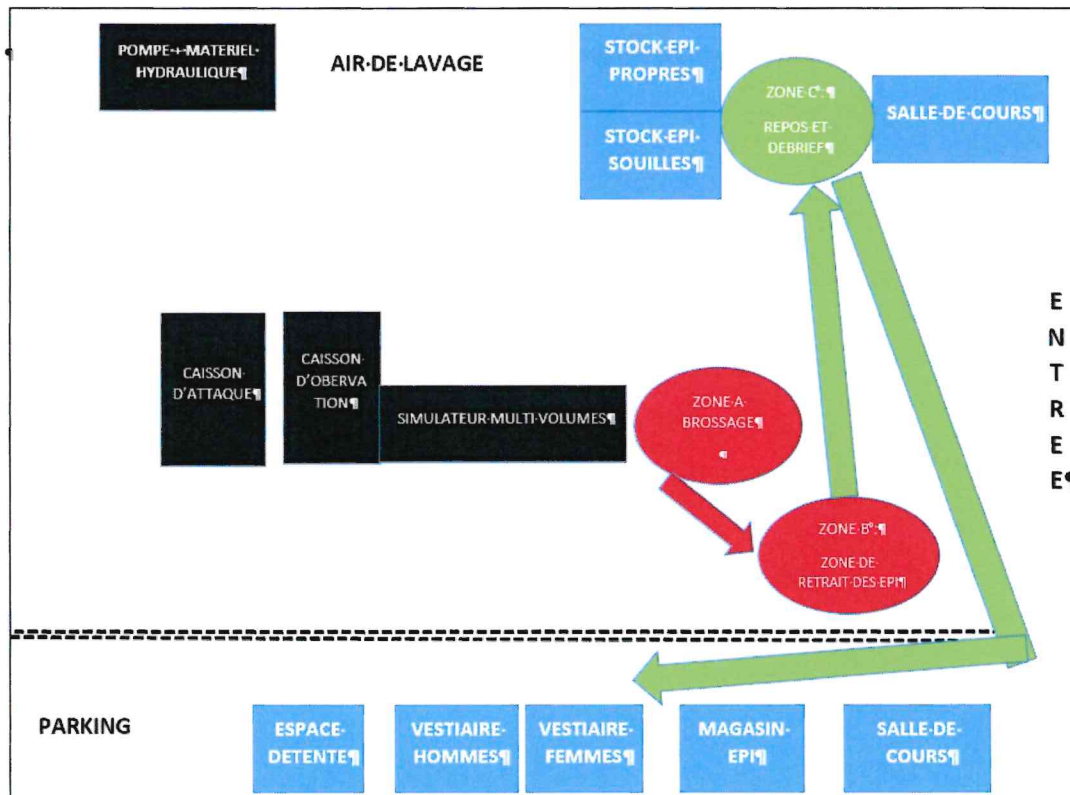 ¶
POMPE·+·MATERIEL·
HYDRAULIQUE¶
AIR·DE·LAVAGE
STOCK·EPI·
PROPRES¶
STOCK·EPI·
SOUILLES¶
ZONE·C°:¶
REPOS·ET·
DEBRIEF¶
SALLE·DE·COURS¶
E
N
T
R
E
E¶
CAISSON·
D'ATTAQUE¶
CAISSON·
D'OBERVA
TION¶
SIMULATEUR·MULTI·VOLUMES¶
ZONE·A·
BROSSAGE¶
¶
ZONE·B°:¶
ZONE·DE·
RETRAIT·DES·EPI¶
PARKING
ESPACE·
DETENTE¶
VESTIAIRE·
HOMMES¶
VESTIAIRE·
FEMMES¶
MAGASIN·
EPI¶
SALLE·DE·
COURS¶